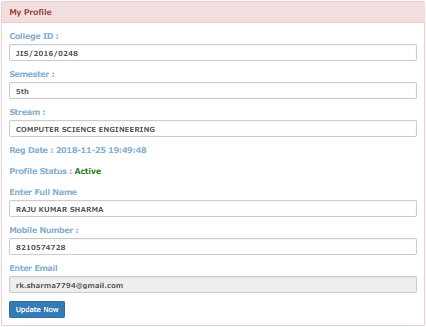 My Profile
College ID :
JIS/2016/0248
Semester :
5th
Stream :
COMPUTER SCIENCE ENGINEERING
Reg Date : 2018-11-25 19:49:48
Profile Status : Active
Enter Full Name
RAJU KUMAR SHARMA
Mobile Number :
8210574728
Enter Email
rk.sharma7794@gmail.com
Update Now